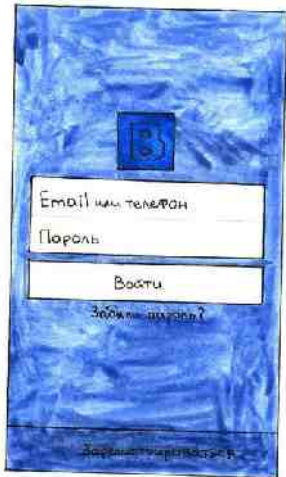 В
Email или телефон
Пароль
Войти
Забыли пароль?
Зарегистрироваться